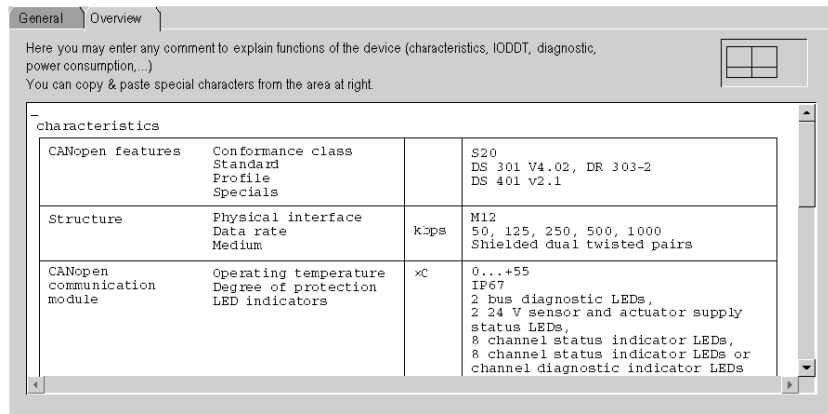 General Overview
Here you may enter any comment to explain functions of the device (characteristics, IODDT, diagnostic,
power consumption,...)
You can copy & paste special characters from the area at right.
characteristics
CANopen features Conformance class S20
Standard DS 301 V4.02, DR 303-2
Profile DS 401 v2.1
Specials
Structure Physical interface M12
Data rate kbps 50, 125, 250, 500, 1000
Medium Shielded dual twisted pairs
CANopen Operating temperature ×C 0...+55
communication Degree of protection IP67
module LED indicators 2 bus diagnostic LEDs,
2 24 V sensor and actuator supply
status LEDs,
8 channel status indicator LEDs,
8 channel status indicator LEDs or
channel diagnostic indicator LEDs